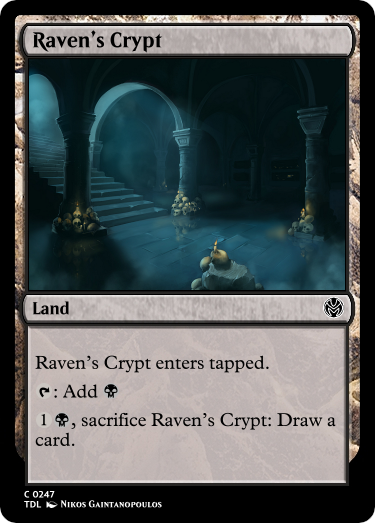 Raven's Crypt
Land
Raven's Crypt enters tapped.
: Add
1 , sacrifice Raven's Crypt: Draw a
card.
C 0247
TDL Nikos Gaintanopoulos